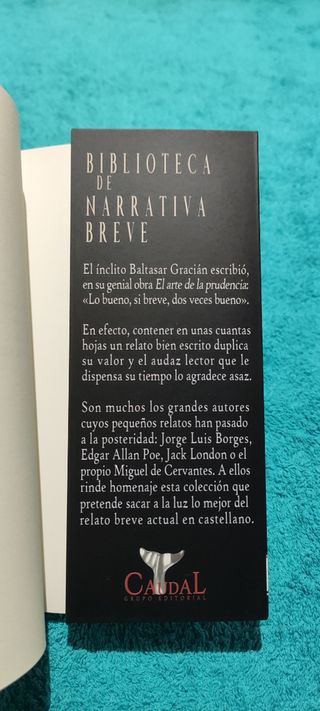 BIBLIOTECA
DE
NARRATIVA
BREVE
El ínclito Baltasar Gracián escribió,
en su genial obra El arte de la prudencia:
«Lo bueno, si breve, dos veces bueno».
En efecto, contener en unas cuantas
hojas un relato bien escrito duplica
su valor y el audaz lector que le
dispensa su tiempo lo agradece asaz.
Son muchos los grandes autores
cuyos pequeños relatos han pasado
a la posteridad: Jorge Luis Borges,
Edgar Allan Poe, Jack London o el
propio Miguel de Cervantes. A ellos
rinde homenaje esta colección que
pretende sacar a la luz lo mejor del
relato breve actual en castellano.
CAUDAL
GRUPO EDITORIAL